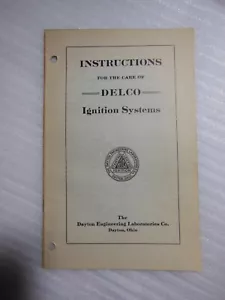 INSTRUCTIONS
FOR THE CARE OF
DELCO
Ignition Systems
The
Dayton Engineering Laboratories Co.
Dayton, Ohio